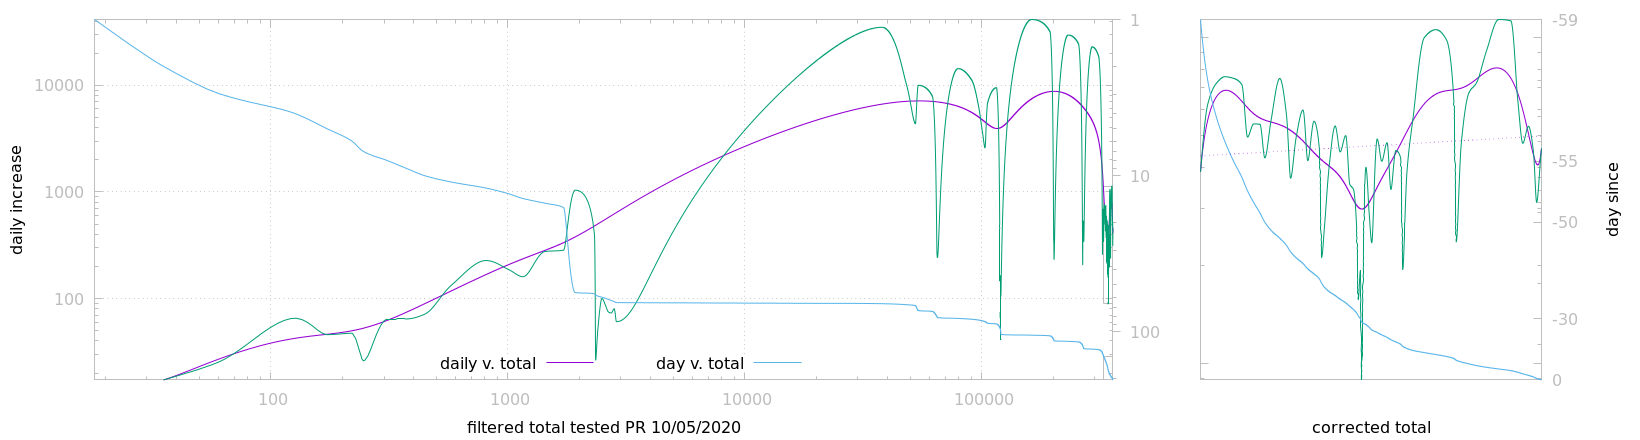 daily increase
10000
1000
100
100
1000
10000
100000
1
10
100
daily v. total
day v. total
filtered total tested PR 10/05/2020
-59
-55
-50
-30
0
day since
corrected total